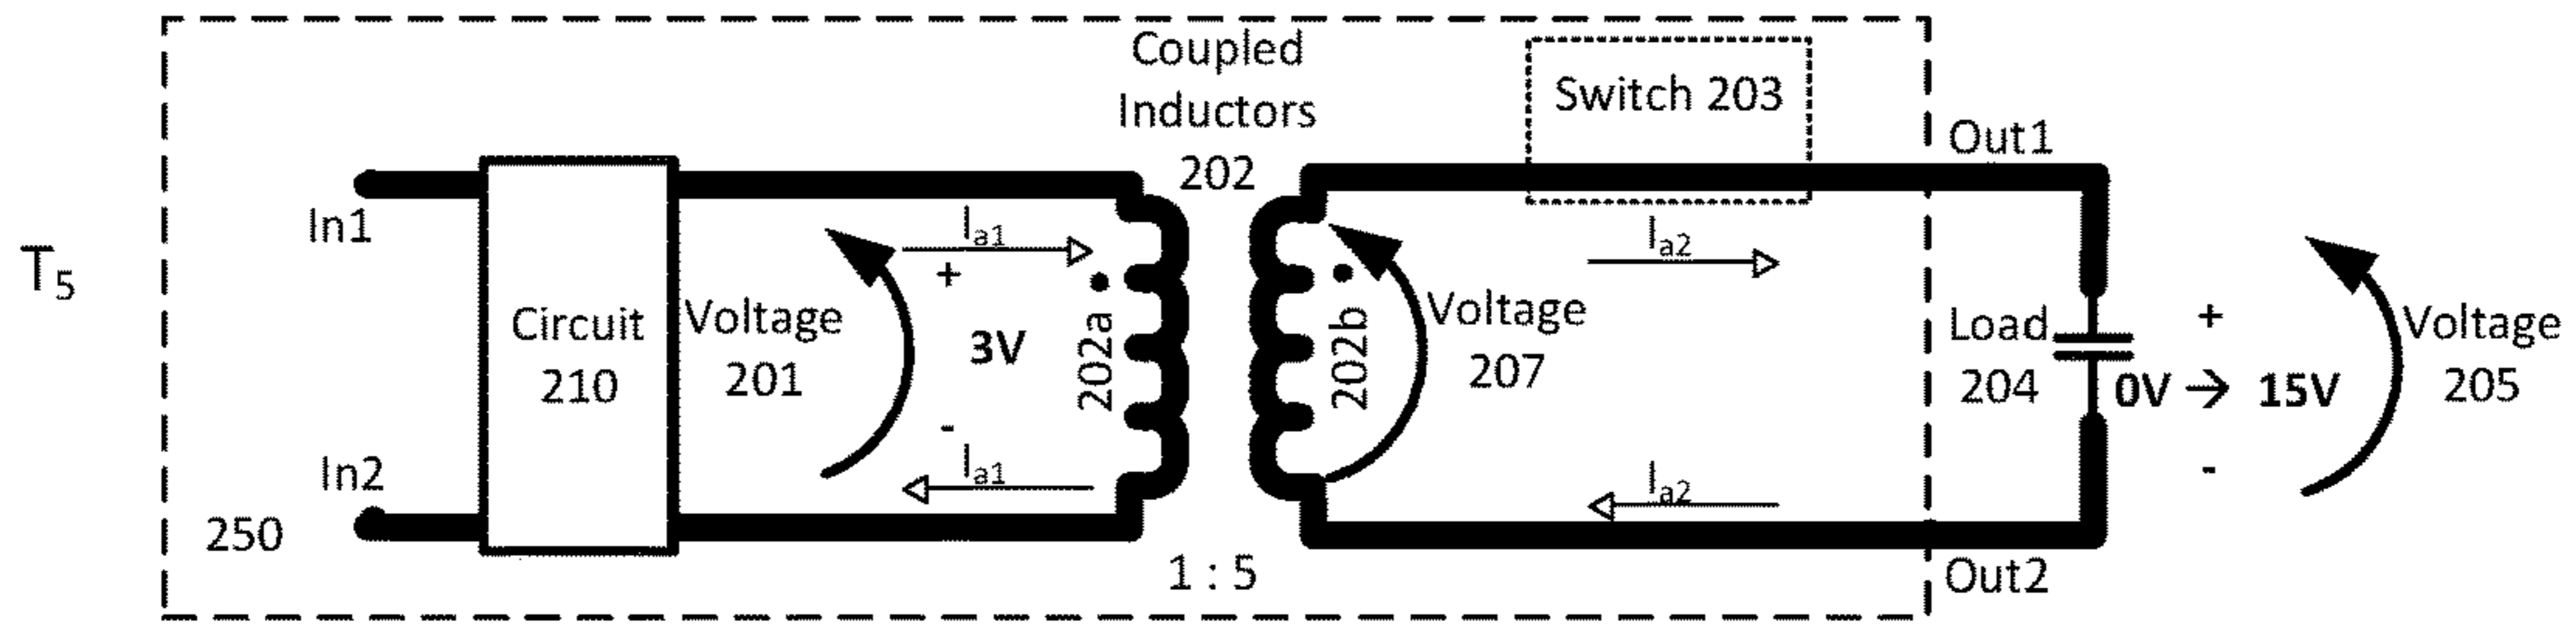 T5
In1
In2
250
Circuit
210
Voltage
201
Ia1
+
3V
-
Ia1
202a
Coupled
Inductors
202
1 : 5
202b
Voltage
207
Switch 203
Ia2
Ia2
Out1
Out2
Load
204
+
0V → 15V
-
Voltage
205